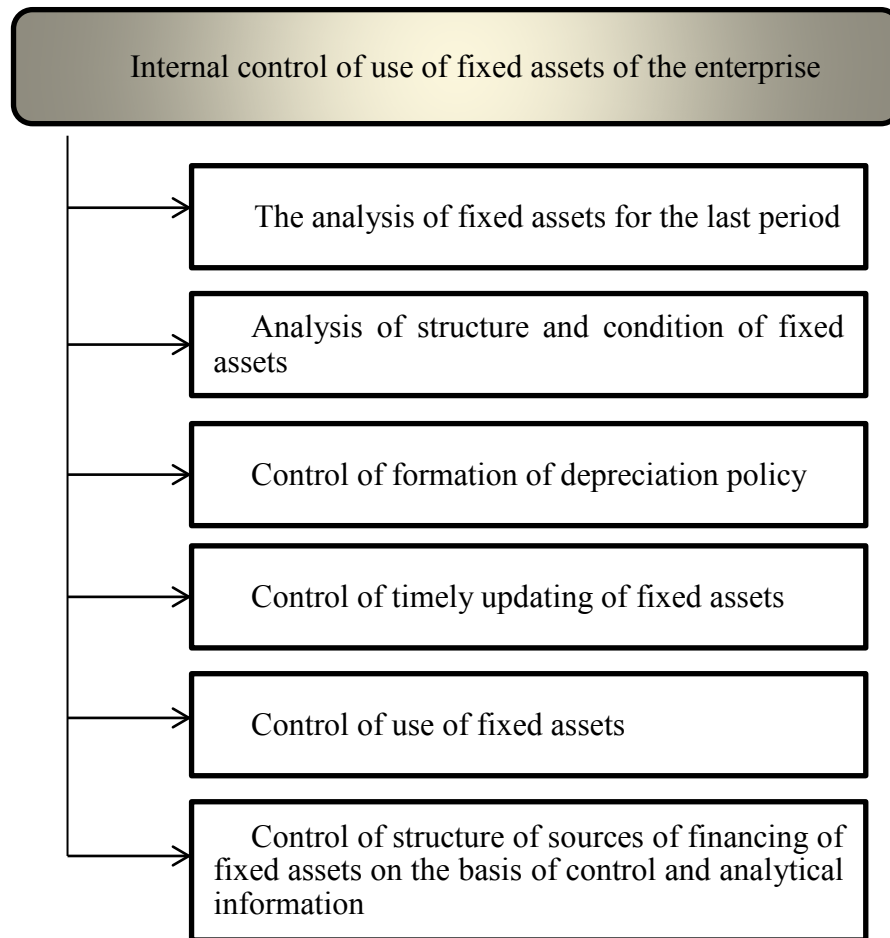 Internal control of use of fixed assets of the enterprise
The analysis of fixed assets for the last period
Analysis of structure and condition of fixed
assets
Control of formation of depreciation policy
Control of timely updating of fixed assets
Control of use of fixed assets
Control of structure of sources of financing of
fixed assets on the basis of control and analytical
information